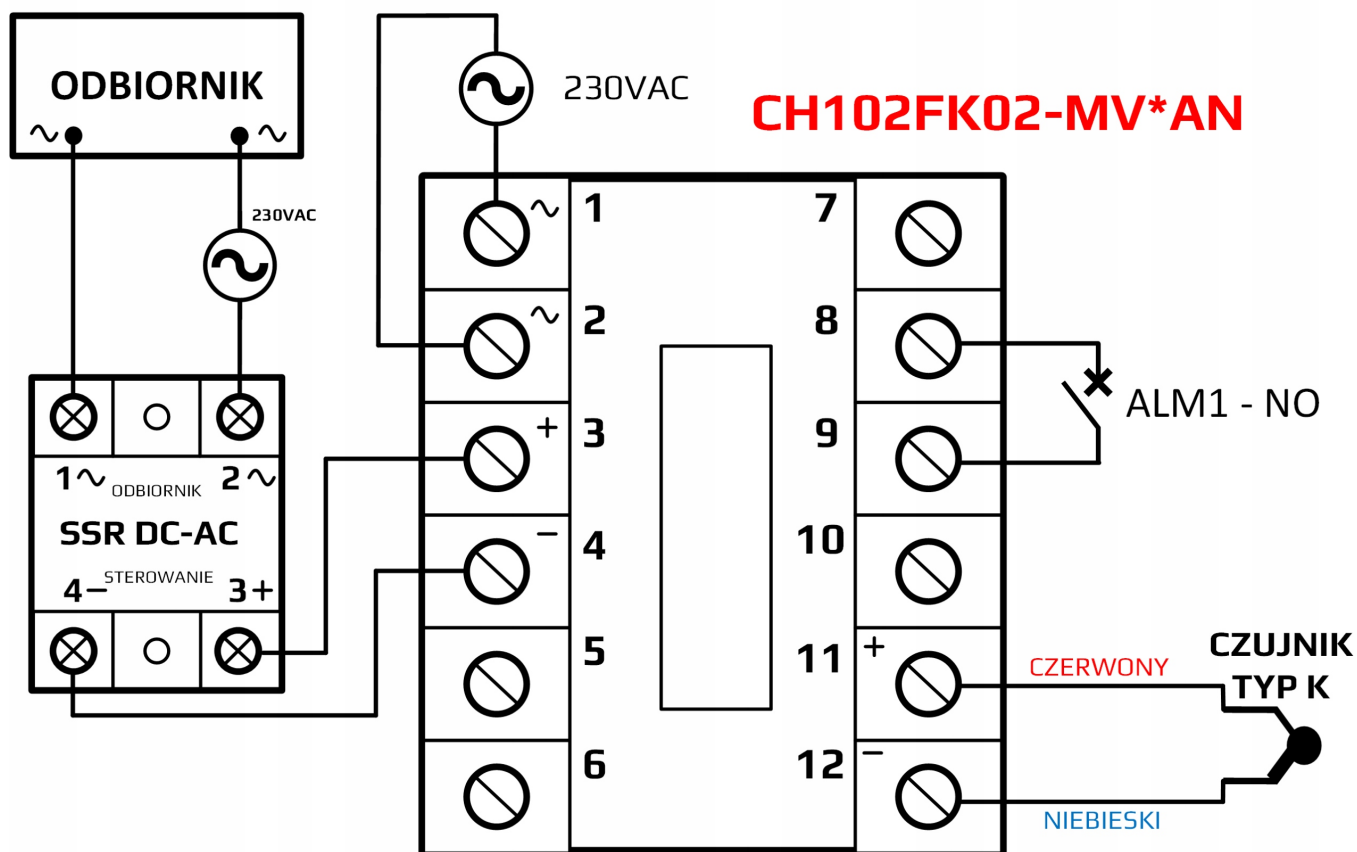 ODBIORNIK
230VAC
CH102FK02-MV*AN
230VAC
1 7
2 8
3 + 9
ALM1 - NO
4 − 10
5 11 +
6 12 −
1 ODBIORNIK 2
SSR DC-AC
4− STEROWANIE 3+
CZERWONY
CZUJNIK
TYP K
NIEBIESKI